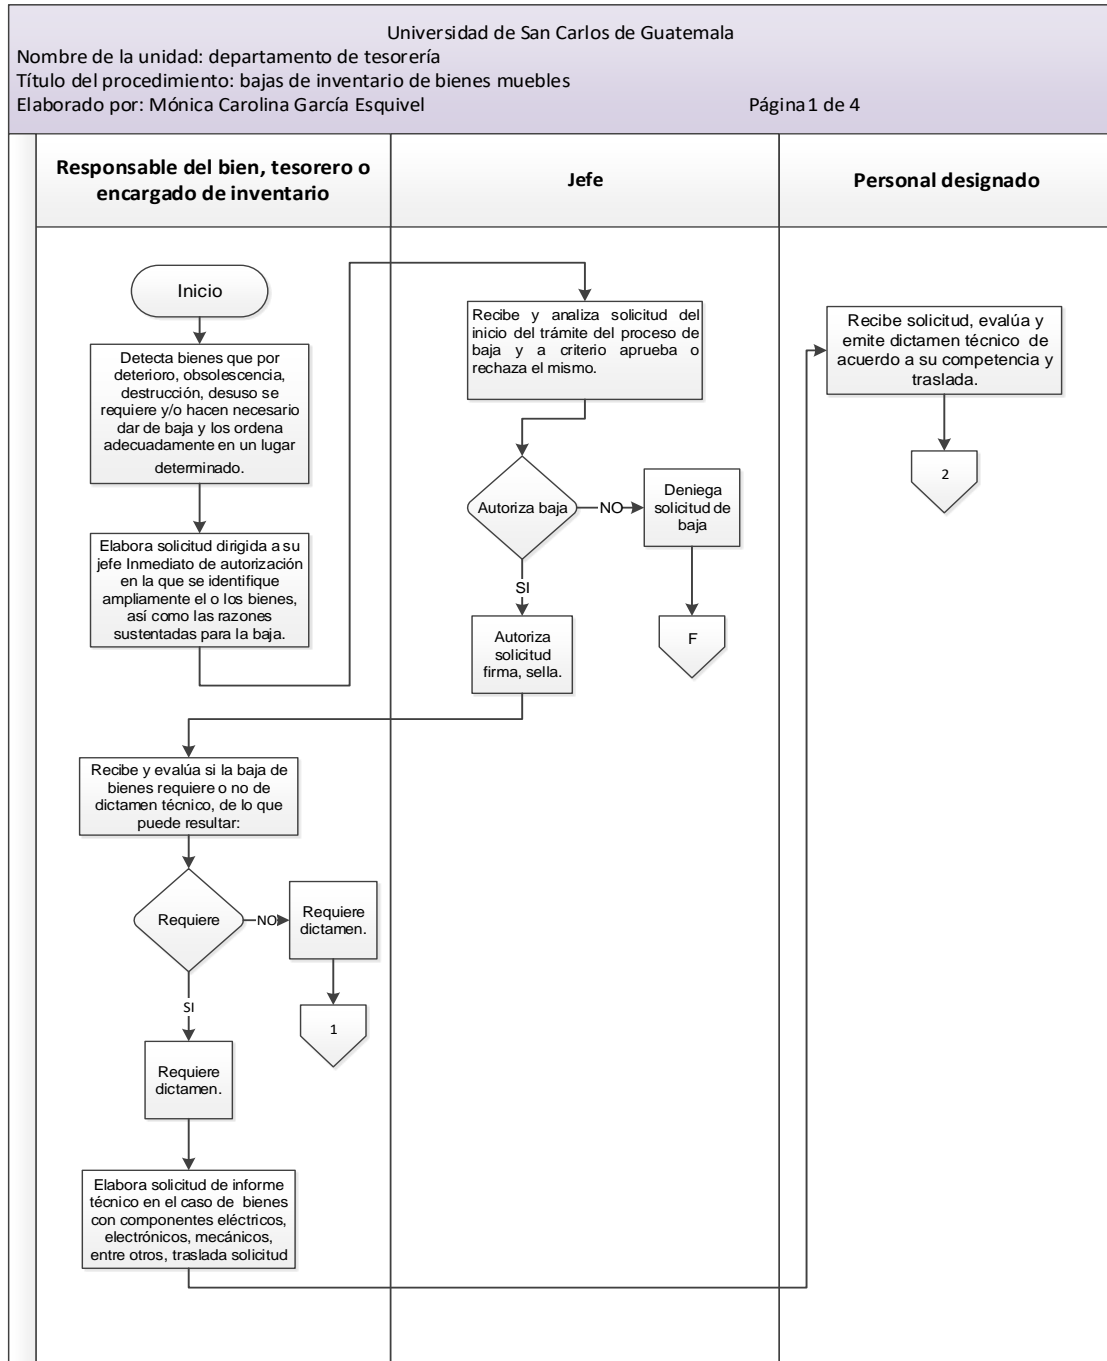 Universidad de San Carlos de Guatemala
Nombre de la unidad: departamento de tesorería
Título del procedimiento: bajas de inventario de bienes muebles
Elaborado por: Mónica Carolina García Esquivel Página1 de 4
Responsable del bien, tesorero o
encargado de inventario
Jefe
Personal designado
Inicio
Detecta bienes que por
deterioro, obsolescencia,
destrucción, desuso se
requiere y/o hacen necesario
dar de baja y los ordena
adecuadamente en un lugar
determinado.
Elabora solicitud dirigida a su
jefe Inmediato de autorización
en la que se identifique
ampliamente el o los bienes,
así como las razones
sustentadas para la baja.
Recibe y analiza solicitud del
inicio del trámite del proceso de
baja y a criterio aprueba o
rechaza el mismo.
Autoriza baja
NO
Deniega
solicitud de
baja
F
SI
Autoriza
solicitud
firma, sella.
Recibe y evalúa si la baja de
bienes requiere o no de
dictamen técnico, de lo que
puede resultar:
Requiere
NO
Requiere
dictamen.
1
SI
Requiere
dictamen.
Elabora solicitud de informe
técnico en el caso de bienes
con componentes eléctricos,
electrónicos, mecánicos,
entre otros, traslada solicitud
Recibe solicitud, evalúa y
emite dictamen técnico de
acuerdo a su competencia y
traslada.
2